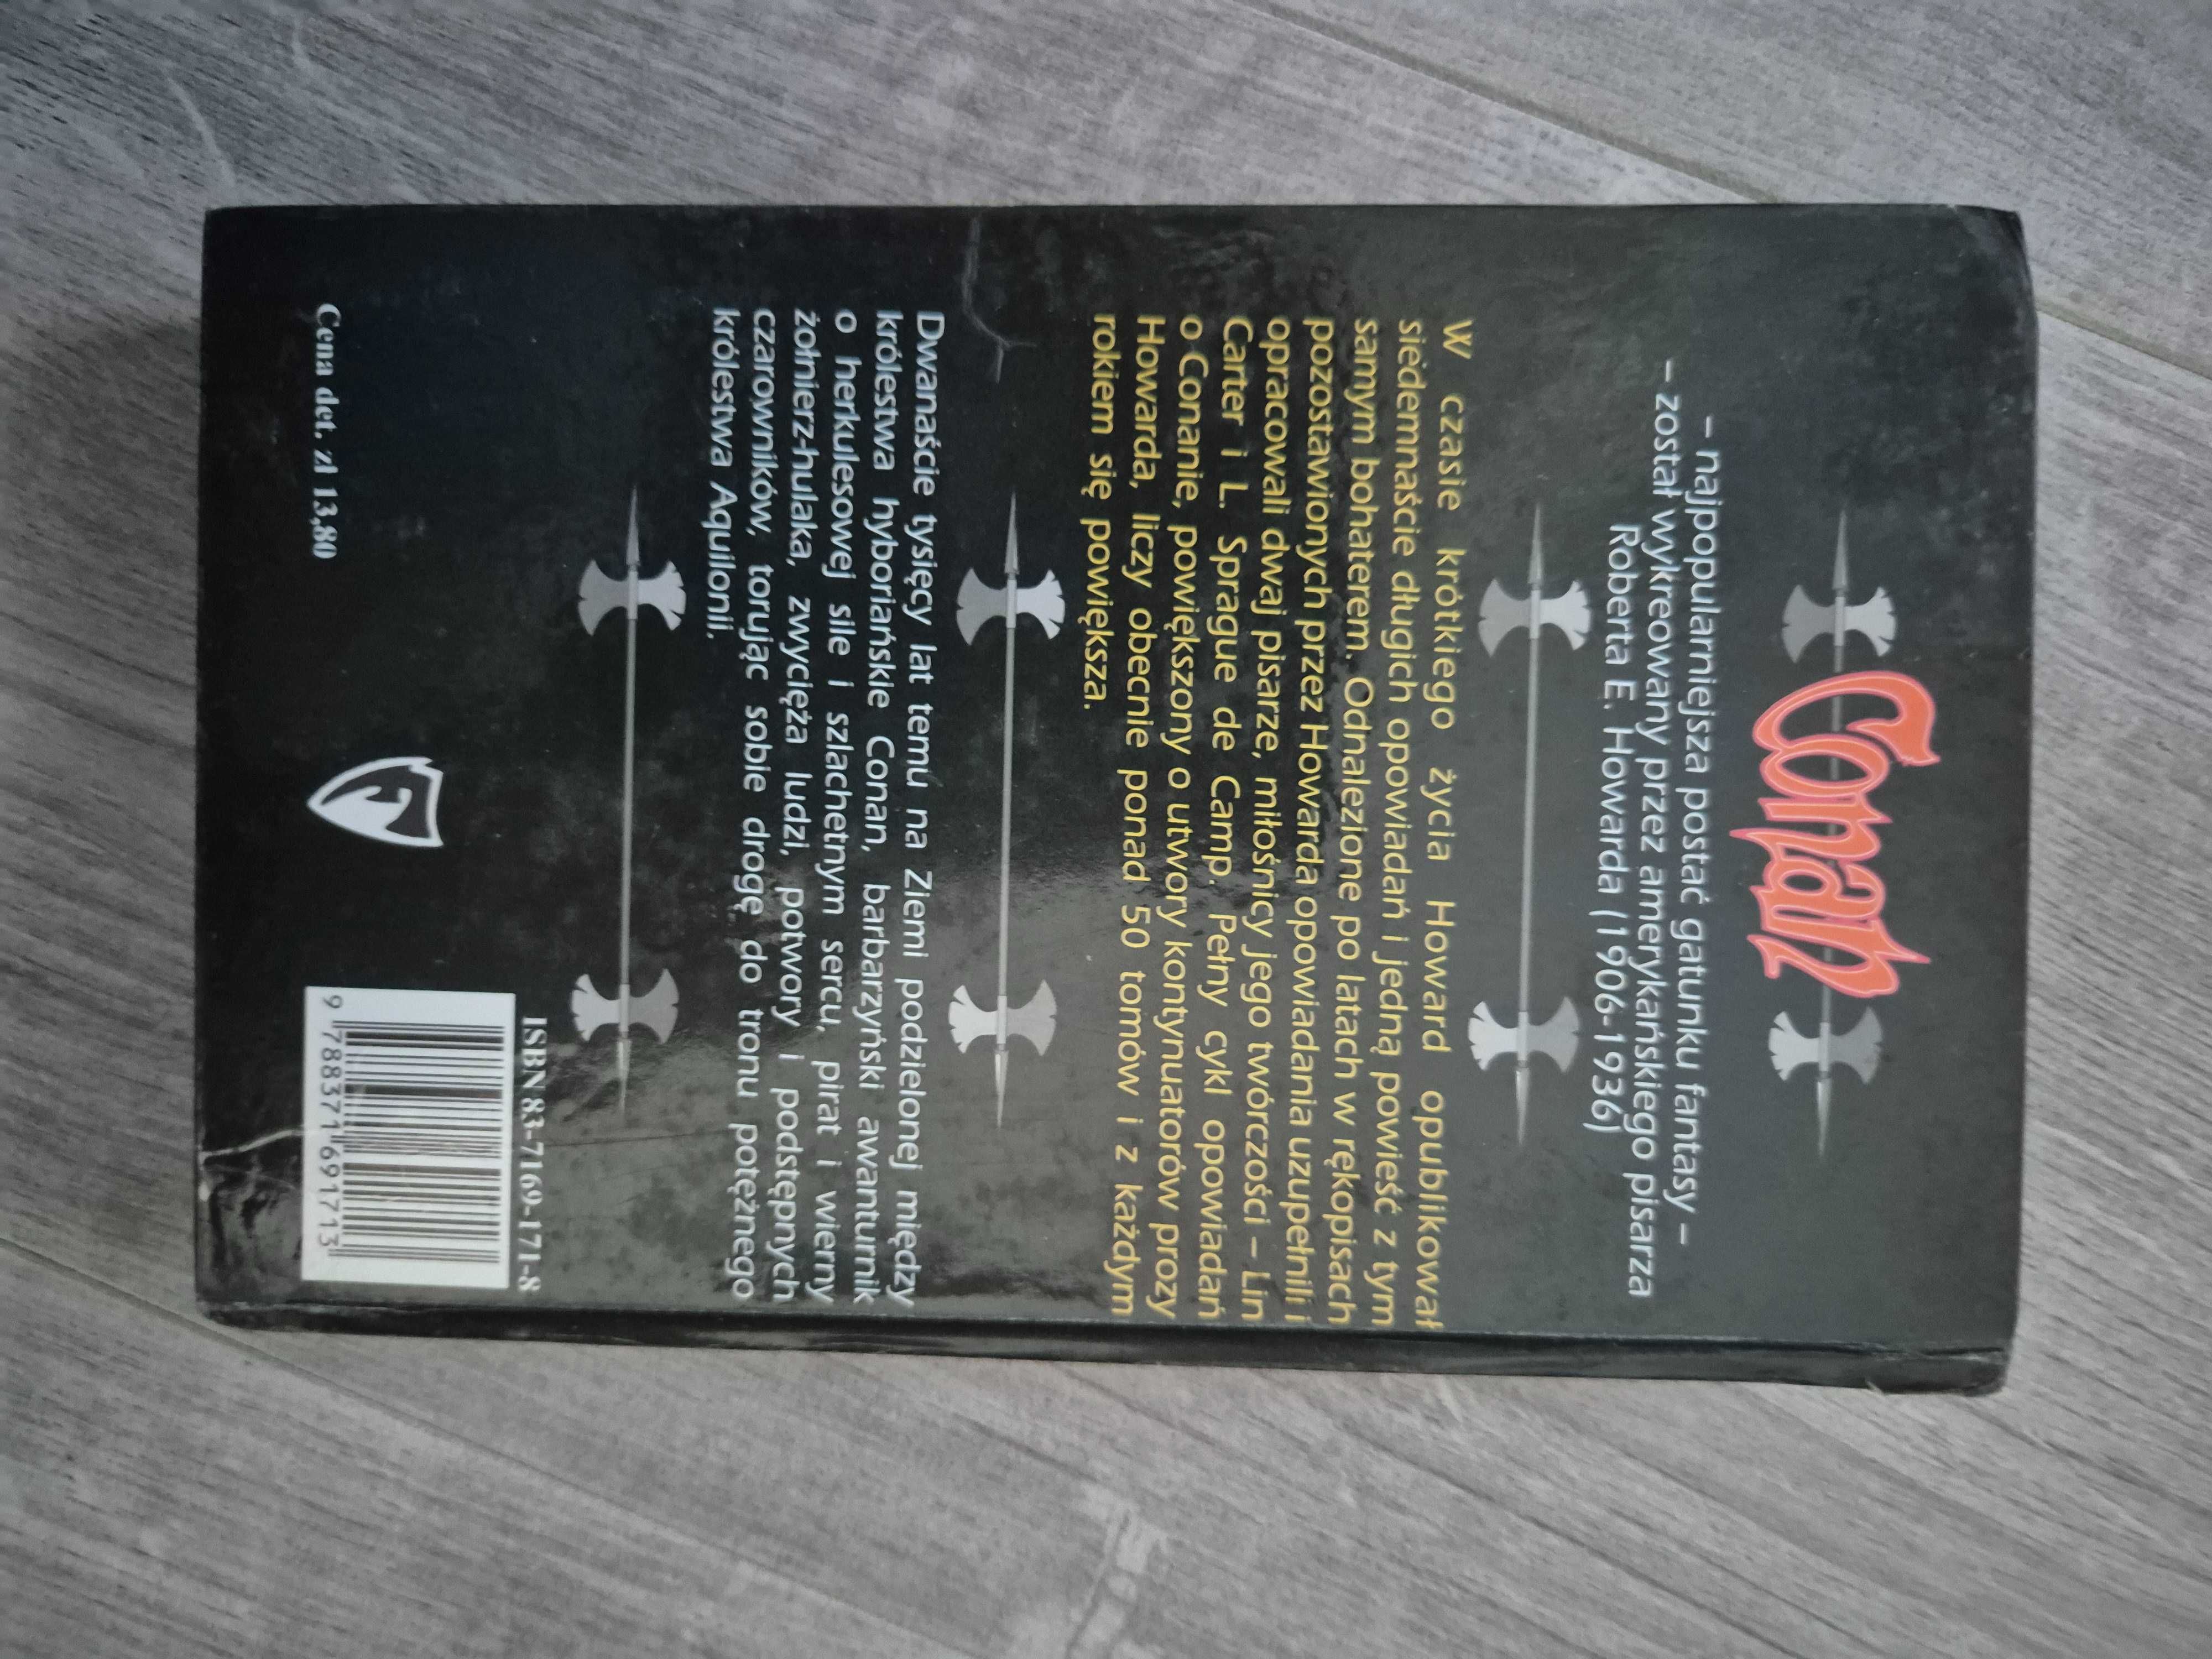 Conan
– najpopularniejsza postać gatunku fantasy –
– został wykreowany przez amerykańskiego pisarza
Roberta E. Howarda (1906-1936)
W czasie krótkiego życia Howard opublikował
siedemnaście długich opowiadań i jedną powieść z tym
samym bohaterem. Odnalezione po latach w rękopisach
pozostawionych przez Howarda opowiadania uzupełnili i
opracowali dwaj pisarze, miłośnicy jego twórczości – Lin
Carter i L. Sprague de Camp. Pełny cykl opowiadań
o Conanie, powiększony o utwory kontynuatorów prozy
Howarda, liczy obecnie ponad 50 tomów i z każdym
rokiem się powiększa.
Dwanaście tysięcy lat temu na Ziemi podzielonej między
królestwa hyboriańskie Conan, barbarzyński awanturnik
o herkulesowej sile i szlachetnym sercu, pirat i wierny
żołnierz-hulaka, zwycięża ludzi, potwory i podstępnych
czarowników, torując sobie drogę do tronu potężnego
królestwa Aquilonii.
ISBN 83-7169-171-8
Cena det. zł 13,80
9 788371 691713